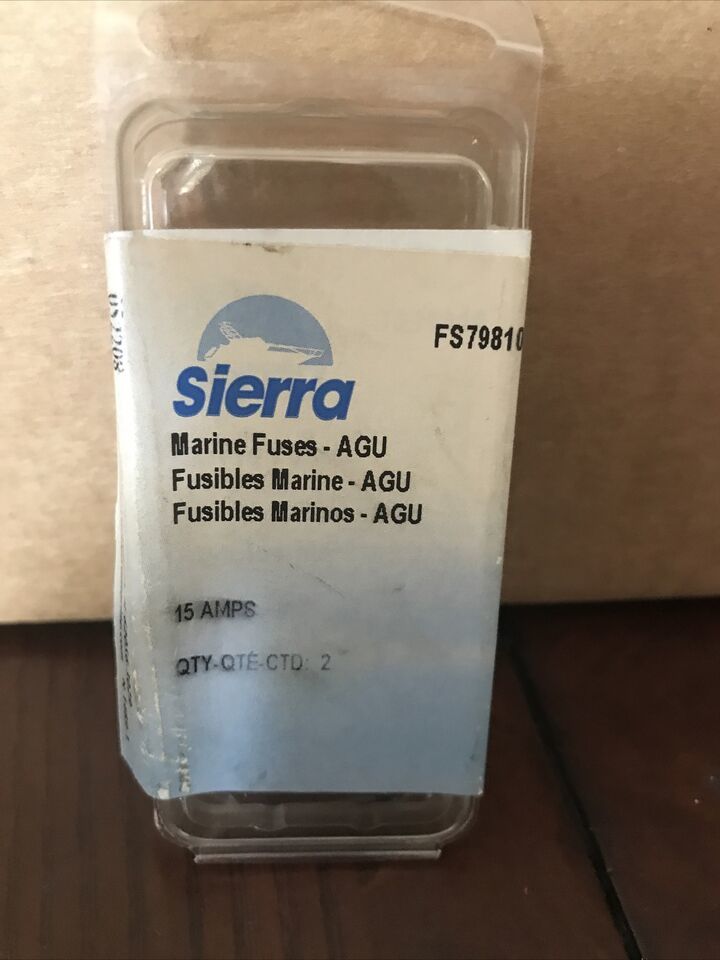 FS79810
Sierra
Marine Fuses - AGU
Fusibles Marine - AGU
Fusibles Marinos - AGU
15 AMPS
QTY-QTÉ-CTD: 2